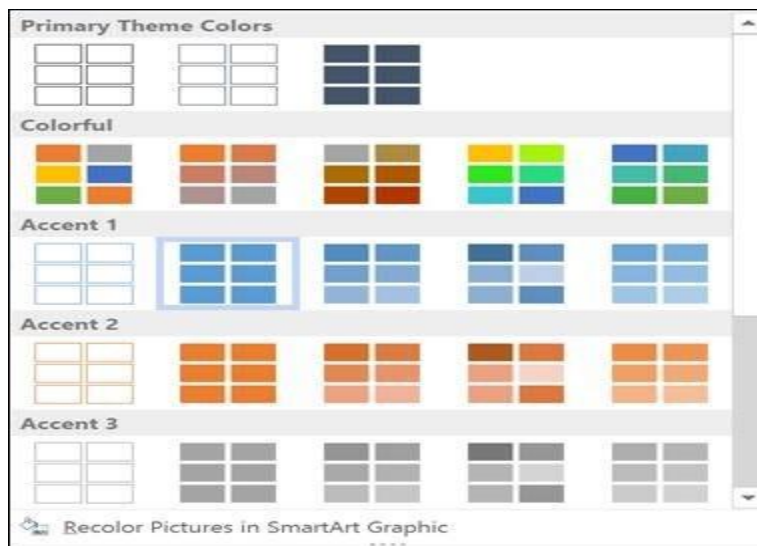 Primary Theme Colors
Colorful
Accent 1
Accent 2
Accent 3
Recolor Pictures in SmartArt Graphic